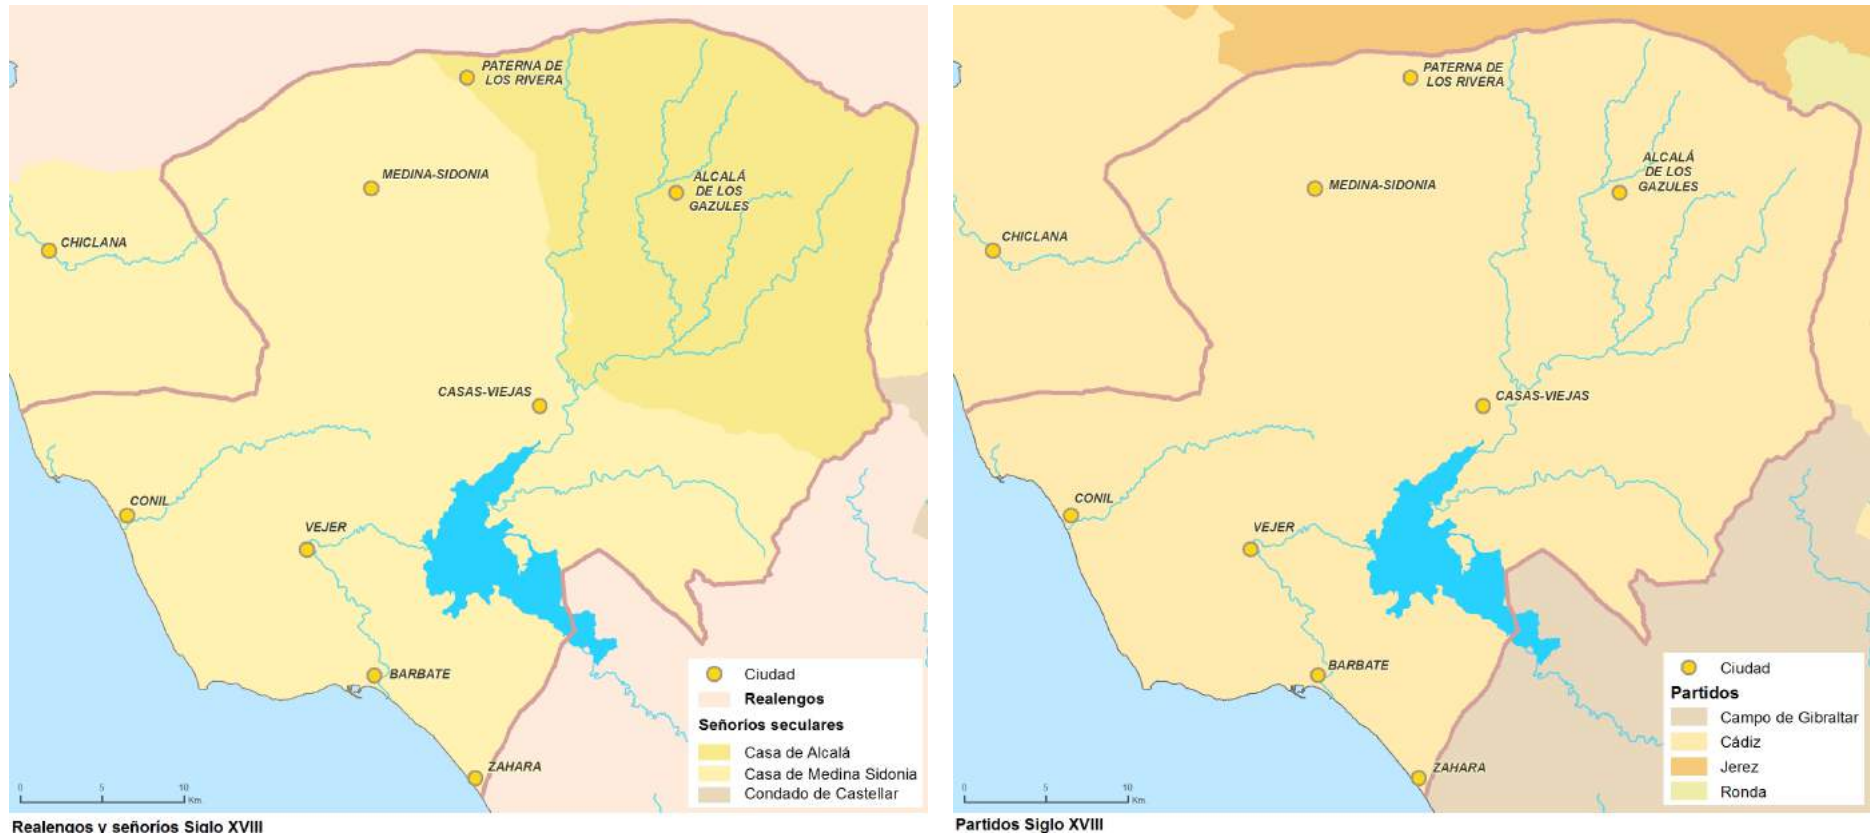 PATERNA DE
LOS RIVERA
MEDINA-SIDONIA
ALCALÁ
DE LOS
GAZULES
CHICLANA
CASAS-VIEJAS
CONIL
VEJER
BARBATE
ZAHARA
0 5 10
Km.
Ciudad
Realengos
Señoríos seculares
Casa de Alcalá
Casa de Medina Sidonia
Condado de Castellar
Realengos y señoríos Siglo XVIII
PATERNA DE
LOS RIVERA
ALCALÁ
DE LOS
GAZULES
MEDINA-SIDONIA
CHICLANA
CASAS-VIEJAS
CONIL
VEJER
BARBATE
ZAHARA
0 5 10
Km.
Ciudad
Partidos
Campo de Gibraltar
Cádiz
Jerez
Ronda
Partidos Siglo XVIII